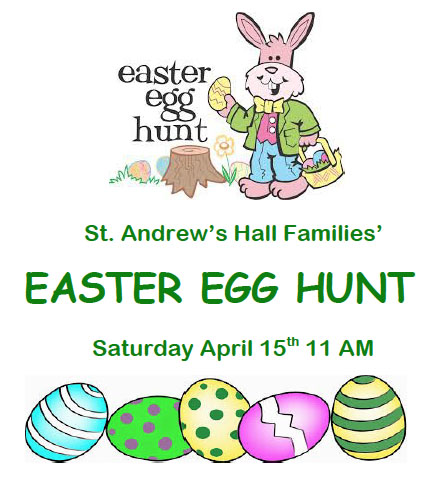 easter
egg
hunt
St. Andrew’s Hall Families’
EASTER EGG HUNT
Saturday April 15th 11 AM